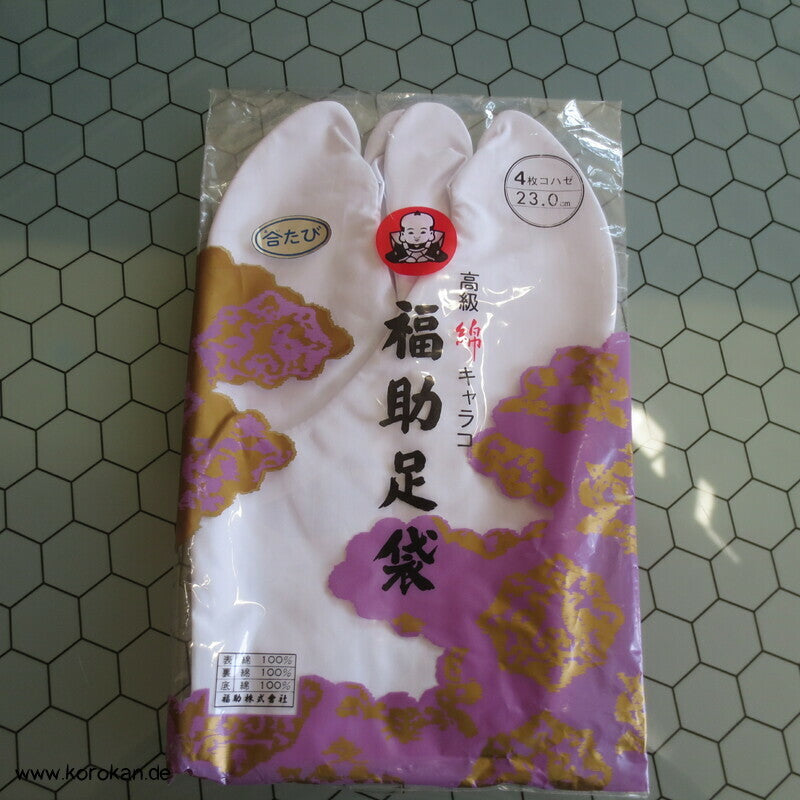 4枚コハゼ
23.0cm
合たび
高級綿キャラコ
福助足袋
表 綿 100%
裏 綿 100%
底 綿 100%
福助株式會社
www.korokan.de